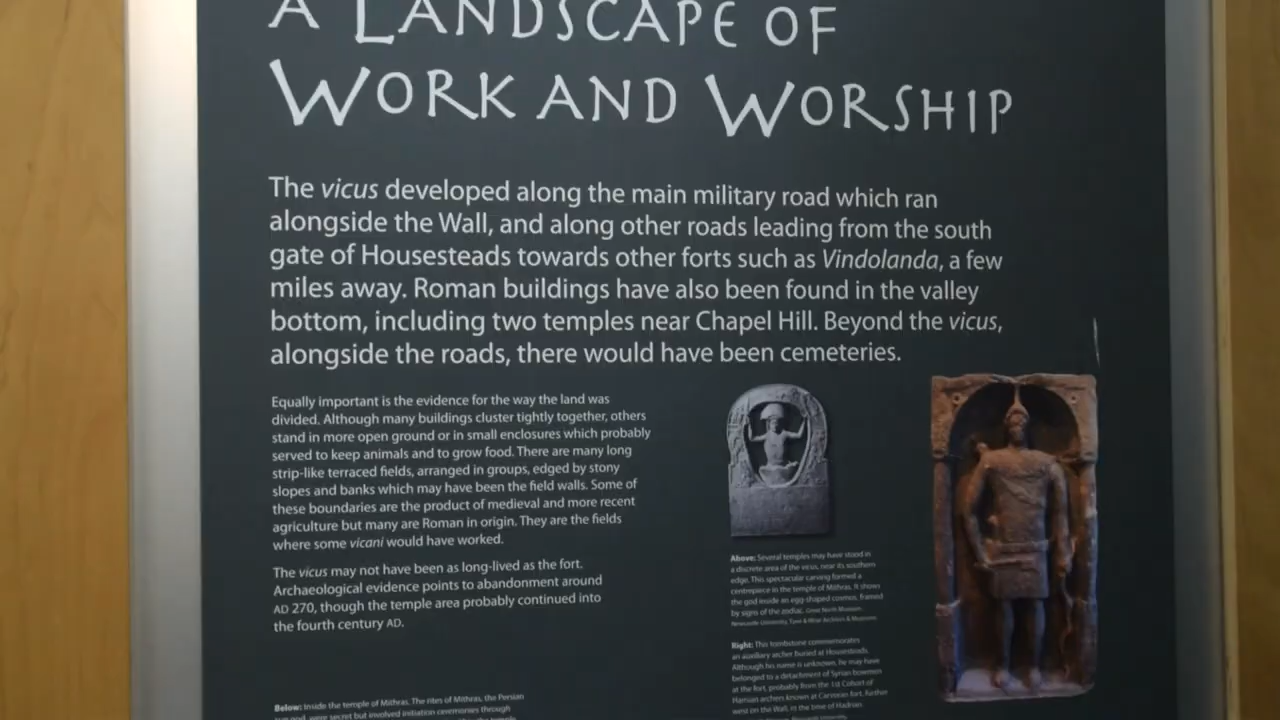 A LANDSCAPE OF
WORK AND WORSHIP
The vicus developed along the main military road which ran
alongside the Wall, and along other roads leading from the south
gate of Housesteads towards other forts such as Vindolanda, a few
miles away. Roman buildings have also been found in the valley
bottom, including two temples near Chapel Hill. Beyond the vicus,
alongside the roads, there would have been cemeteries.
Equally important is the evidence for the way the land was
divided. Although many buildings cluster tightly together, others
stand in more open ground or in small enclosures which probably
served to keep animals and to grow food. There are many long
strip-like terraced fields, arranged in groups, edged by stony
slopes and banks which may have been the field walls. Some of
these boundaries are the product of medieval and more recent
agriculture but many are Roman in origin. They are the fields
where some vicani would have worked.
The vicus may not have been as long-lived as the fort.
Archaeological evidence points to abandonment around
AD 270, though the temple area probably continued into
the fourth century AD.
Above: Several temples may have stood in
a discrete area of the vicus, near its southern
edge. This spectacular carving formed a
centrepiece in the temple of Mithras. It shows
the god inside an egg-shaped cosmos, framed
by signs of the zodiac. Great North Museum,
Newcastle University, Tyne & Wear Archives & Museums
Right: This tombstone commemorates
an auxiliary archer buried at Housesteads.
Although his name is unknown, he may have
belonged to a detachment of Syrian bowmen
at the fort, probably from the 1st Cohort of
Hamian archers known at Carvoran fort, further
west on the Wall, in the time of Hadrian.
Below: Inside the temple of Mithras. The rites of Mithras, the Persian
god, were secret but involved initiation ceremonies through